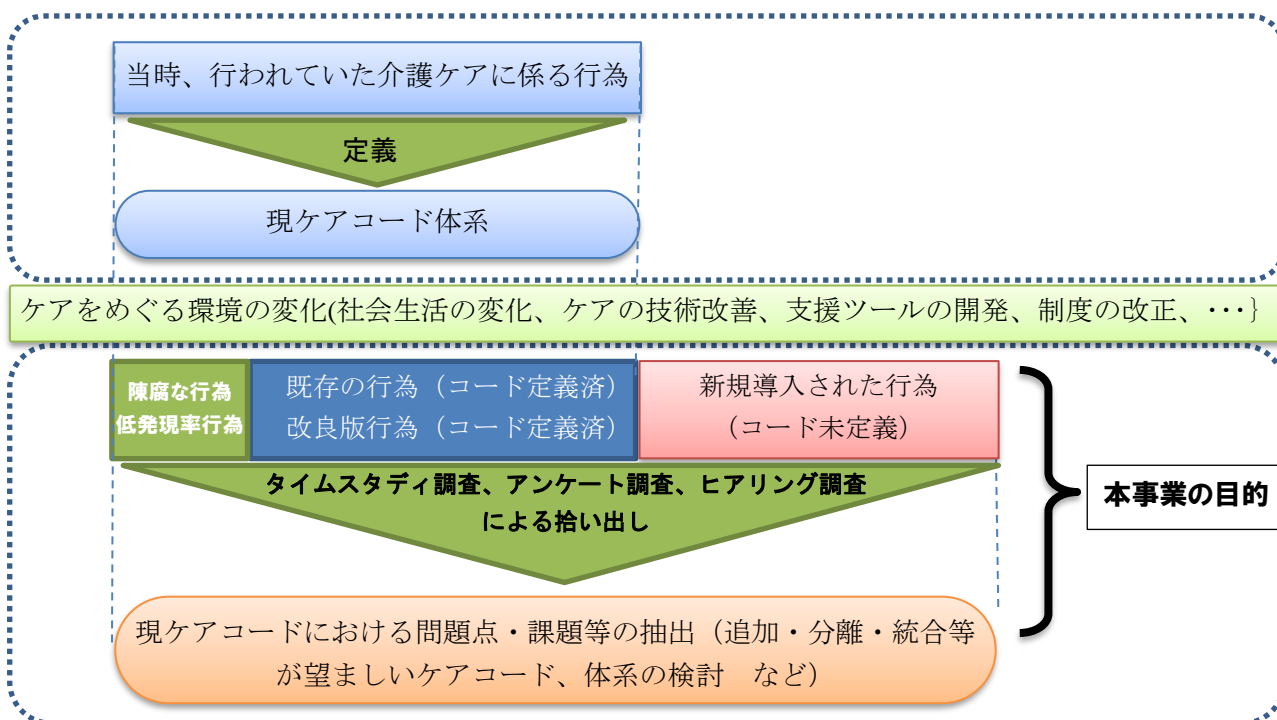 当時、行われていた介護ケアに係る行為
定義
現ケアコード体系
ケアをめぐる環境の変化(社会生活の変化、ケアの技術改善、支援ツールの開発、制度の改正、・・・}
陳腐な行為
低発現率行為
既存の行為（コード定義済）
改良版行為（コード定義済）
新規導入された行為
（コード未定義）
タイムスタディ調査、アンケート調査、ヒアリング調査
による拾い出し
本事業の目的
現ケアコードにおける問題点・課題等の抽出（追加・分離・統合等
が望ましいケアコード、体系の検討　など）